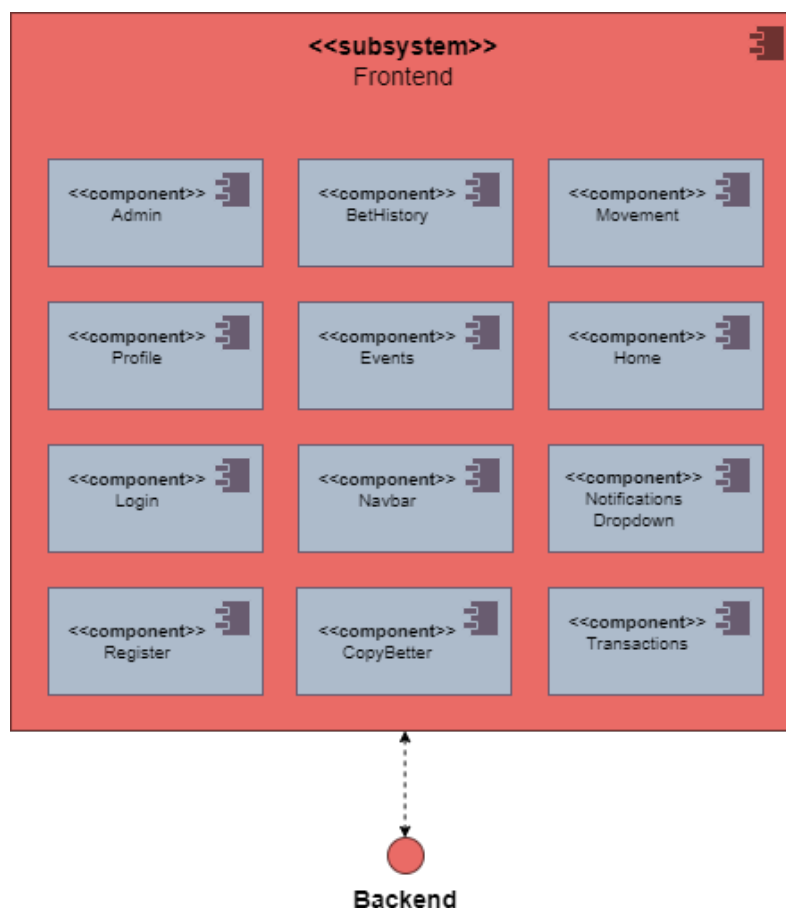 <<subsystem>>
Frontend
<<component>>
Admin
<<component>>
BetHistory
<<component>>
Movement
<<component>>
Profile
<<component>>
Events
<<component>>
Home
<<component>>
Login
<<component>>
Navbar
<<component>>
Notifications
Dropdown
<<component>>
Register
<<component>>
CopyBetter
<<component>>
Transactions
Backend